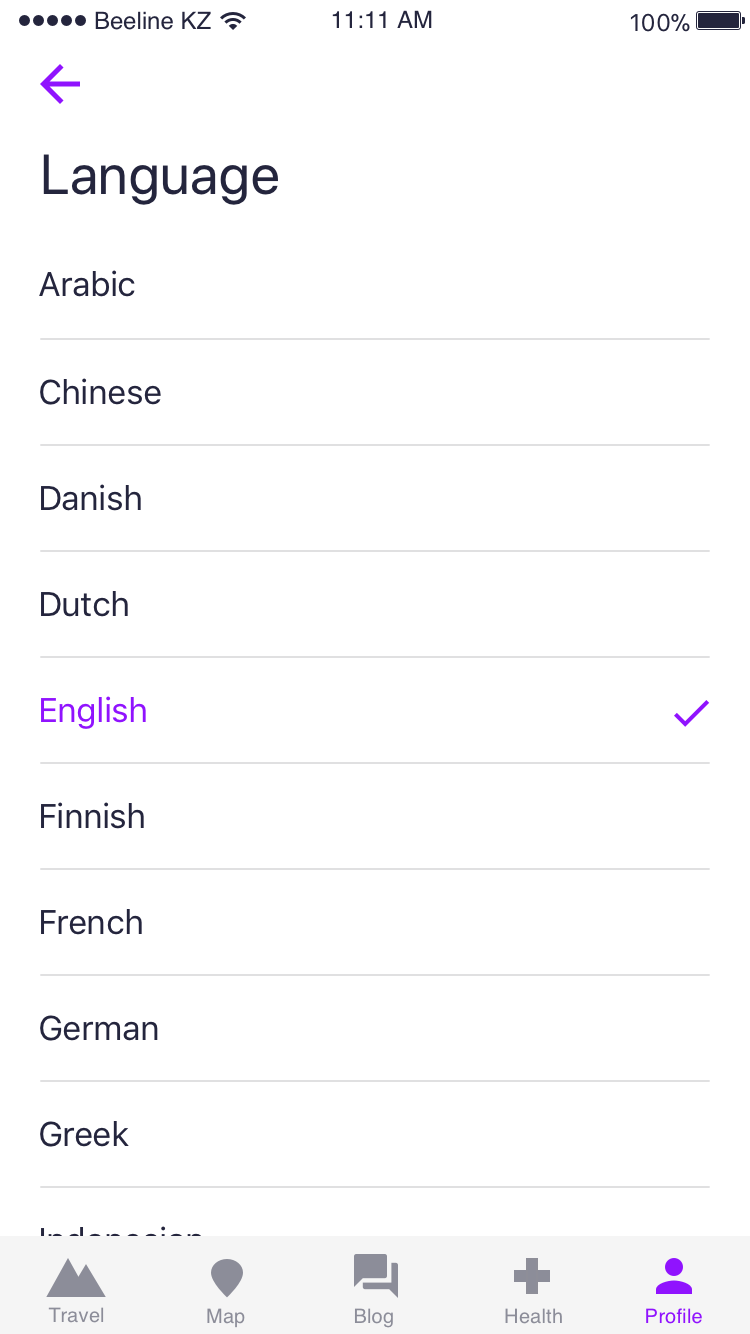 Beeline KZ 11:11 AM 100%
Language
Arabic
Chinese
Danish
Dutch
English
Finnish
French
German
Greek
Indonesian
Travel Map Blog Health Profile